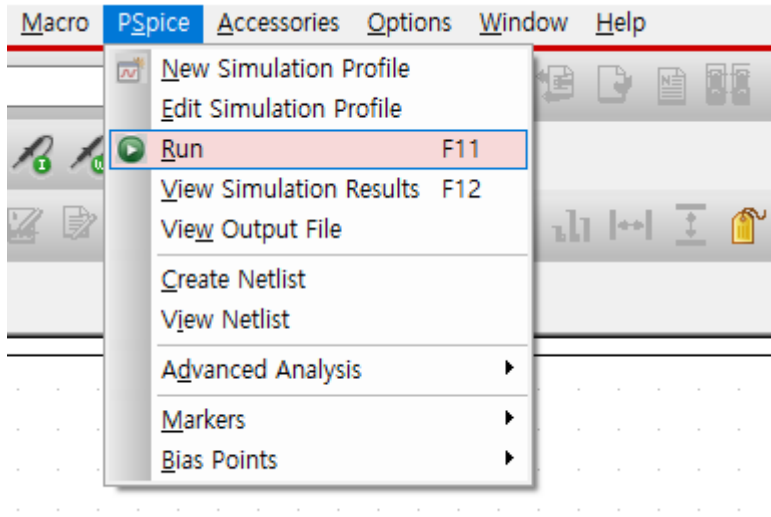 Macro PSpice Accessories Options Window Help
New Simulation Profile
Edit Simulation Profile
Run F11
View Simulation Results F12
View Output File
Create Netlist
View Netlist
Advanced Analysis
Markers
Bias Points